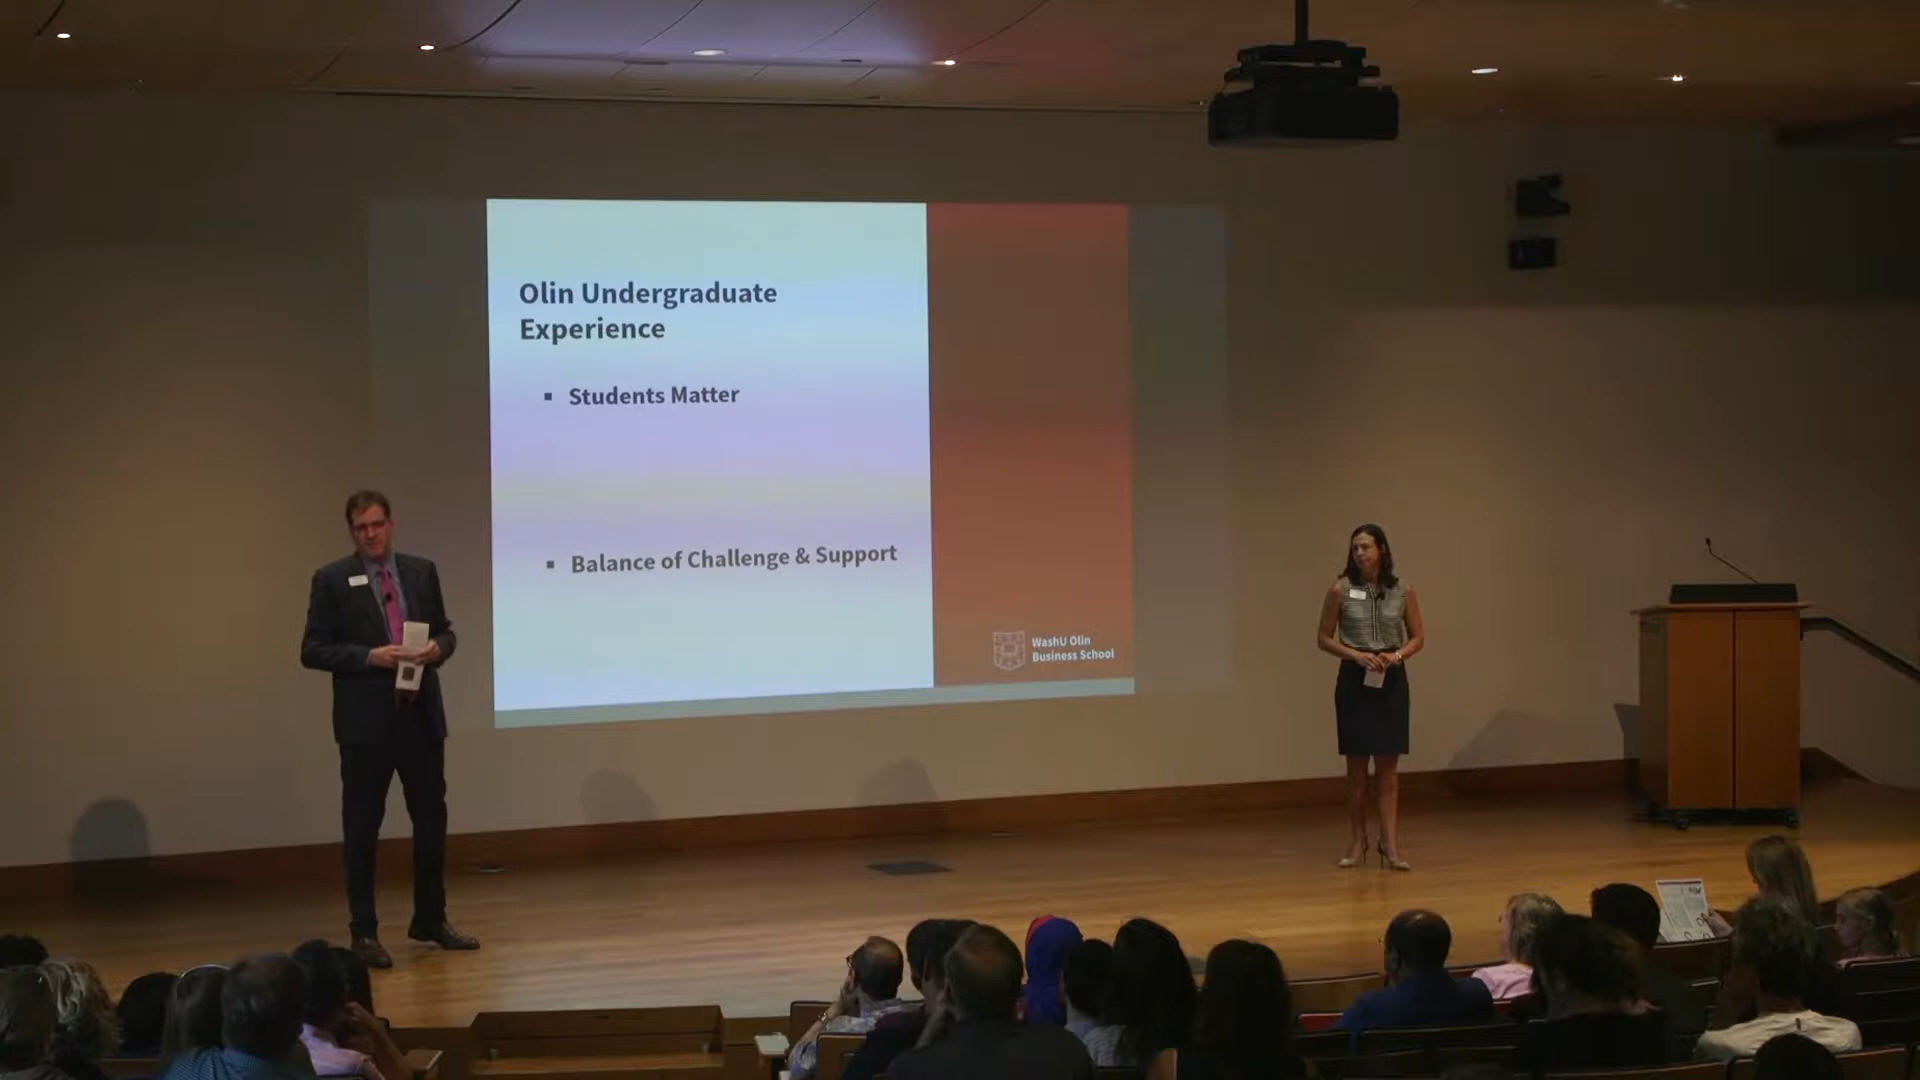 Olin Undergraduate
Experience
▪ Students Matter
▪ Balance of Challenge & Support
WashU Olin
Business School